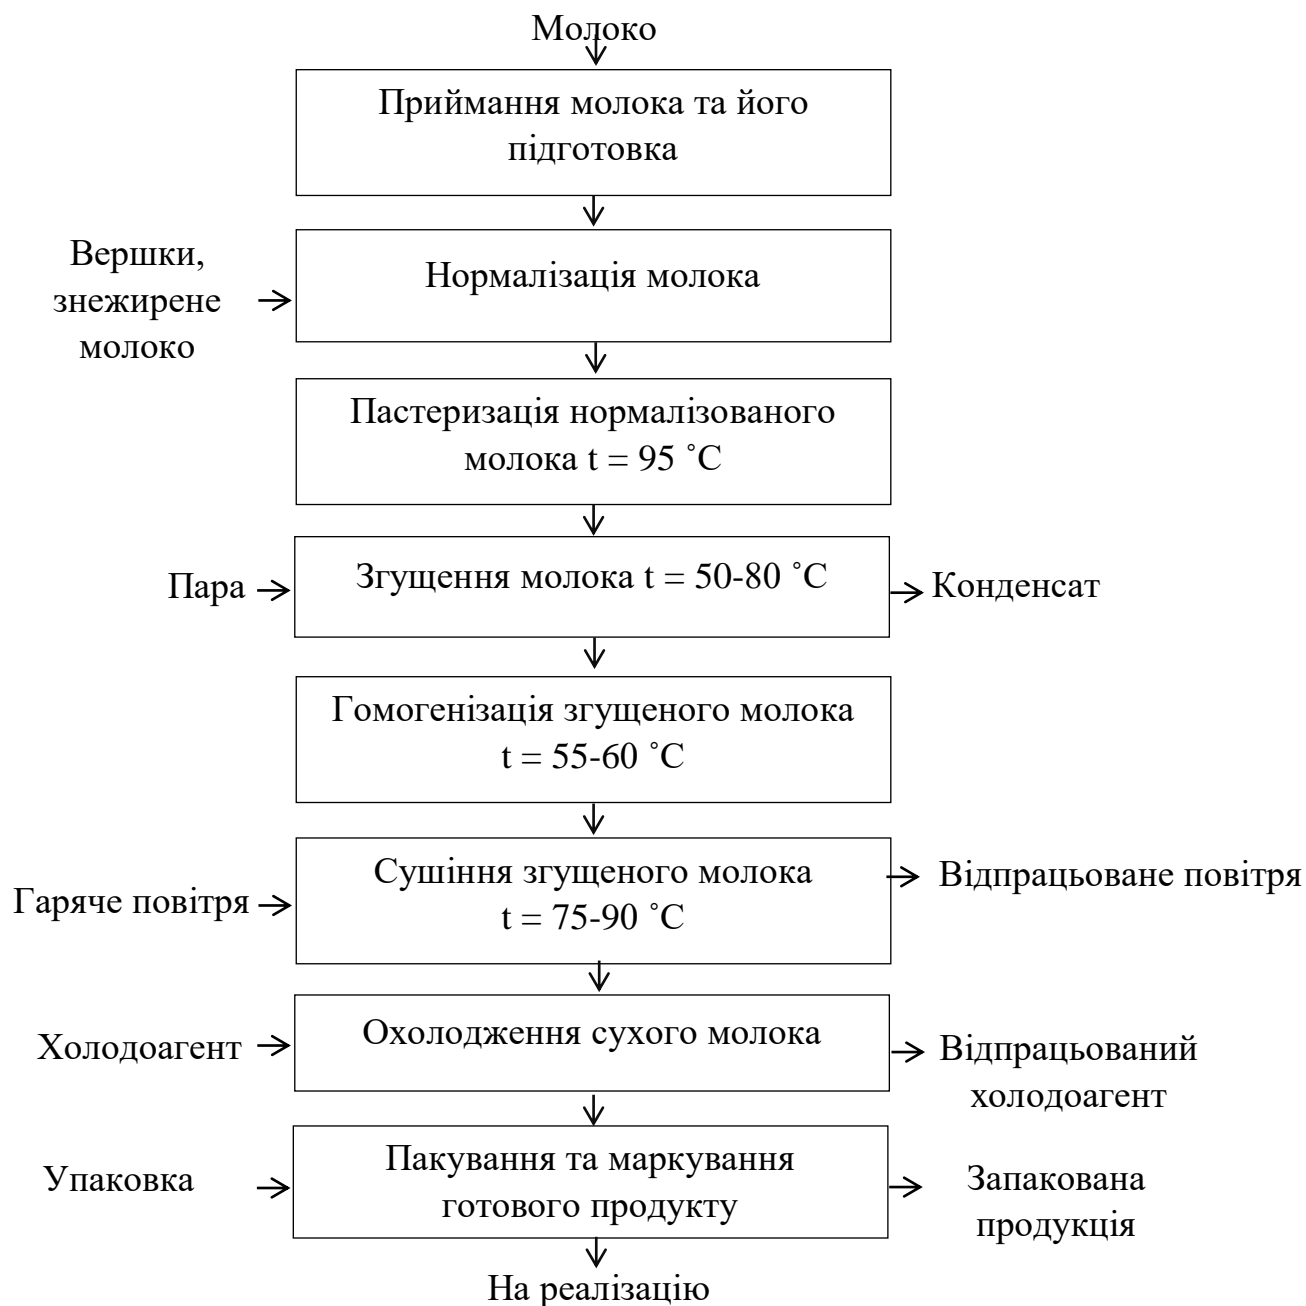 Молоко
Приймання молока та його
підготовка
Вершки,
знежирене
молоко
Нормалізація молока
Пастеризація нормалізованого
молока t = 95 ˚С
Пара
Згущення молока t = 50-80 ˚С
Конденсат
Гомогенізація згущеного молока
t = 55-60 ˚С
Гаряче повітря
Сушіння згущеного молока
t = 75-90 ˚С
Відпрацьоване повітря
Холодоагент
Охолодження сухого молока
Відпрацьований
холодоагент
Упаковка
Пакування та маркування
готового продукту
Запакована
продукція
На реалізацію